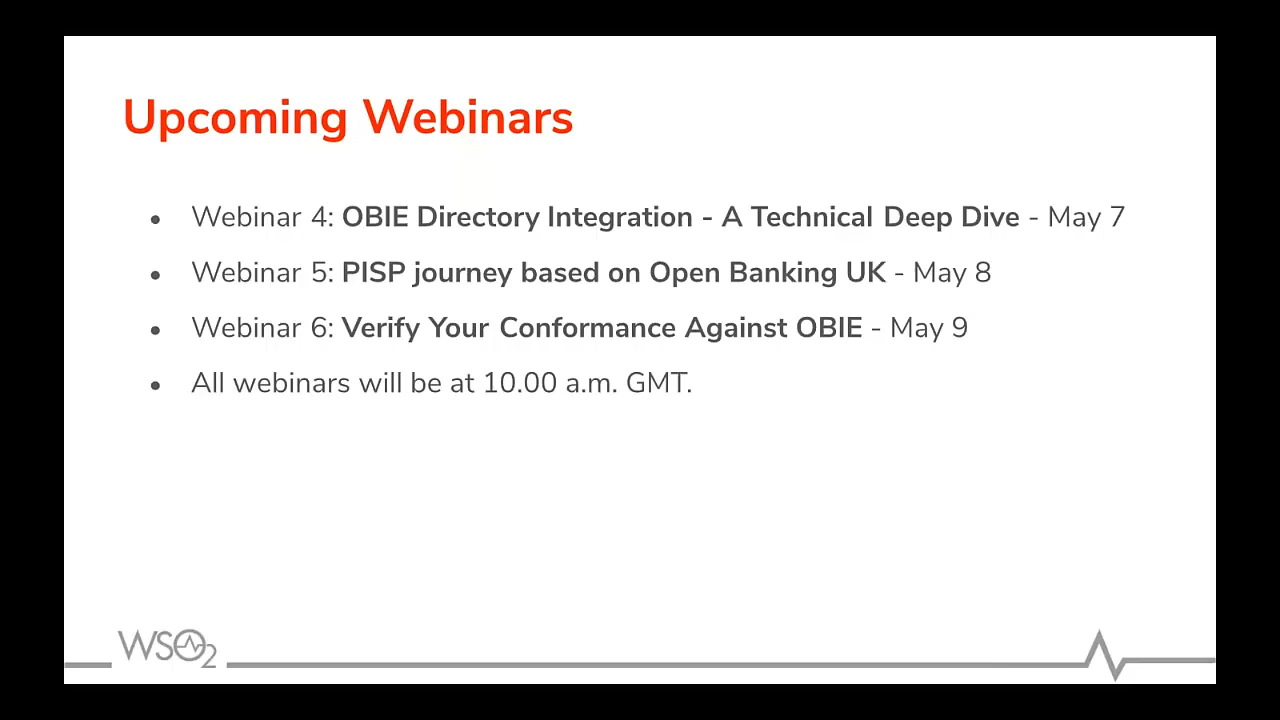 Upcoming Webinars
Webinar 4: OBIE Directory Integration - A Technical Deep Dive - May 7
Webinar 5: PISP journey based on Open Banking UK - May 8
Webinar 6: Verify Your Conformance Against OBIE - May 9
All webinars will be at 10.00 a.m. GMT.
WSO2